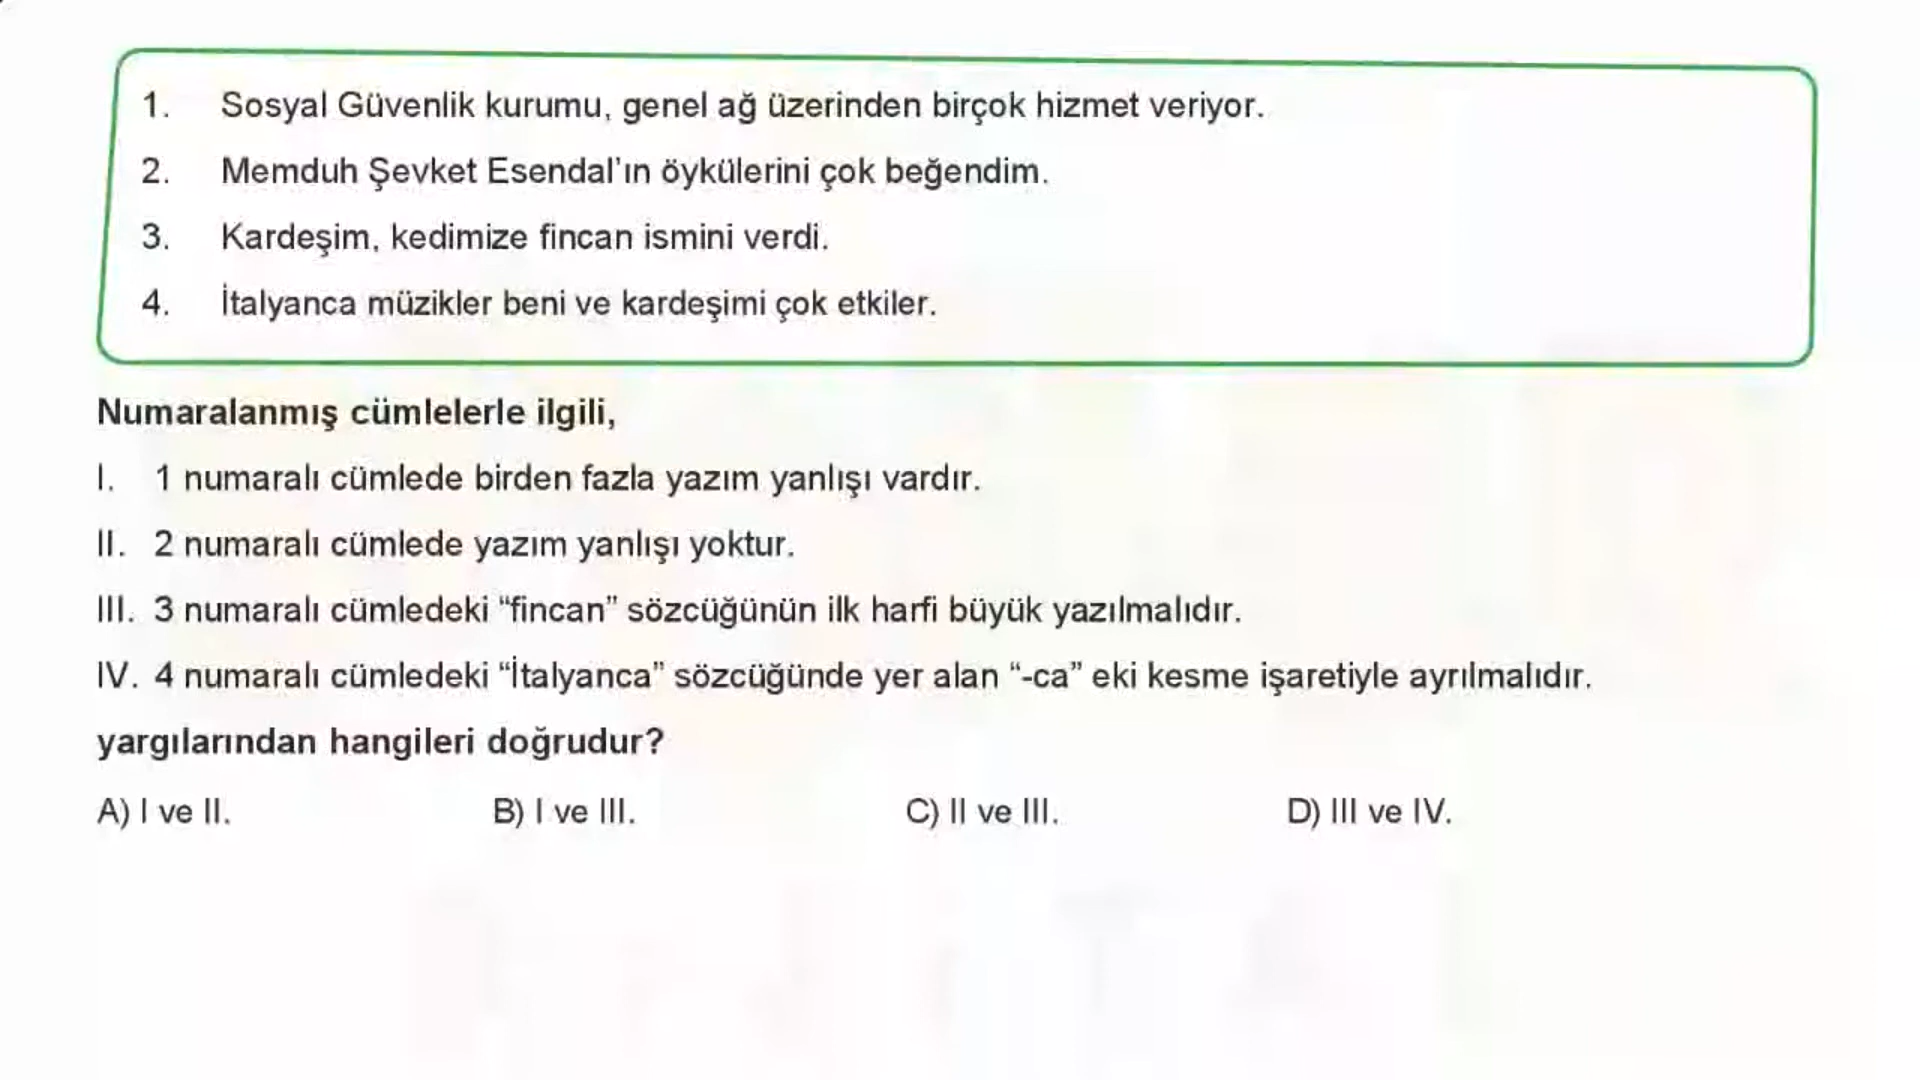 1. Sosyal Güvenlik kurumu, genel ağ üzerinden birçok hizmet veriyor.
2. Memduh Şevket Esendal'ın öykülerini çok beğendim.
3. Kardeşim, kedimize fincan ismini verdi.
4. İtalyanca müzikler beni ve kardeşimi çok etkiler.
Numaralanmış cümlelerle ilgili,
I. 1 numaralı cümlede birden fazla yazım yanlışı vardır.
II. 2 numaralı cümlede yazım yanlışı yoktur.
III. 3 numaralı cümledeki “fincan” sözcüğünün ilk harfi büyük yazılmalıdır.
IV. 4 numaralı cümledeki “İtalyanca” sözcüğünde yer alan “-ca” eki kesme işaretiyle ayrılmalıdır.
yargılarından hangileri doğrudur?
A) I ve II. B) I ve III. C) II ve III. D) III ve IV.